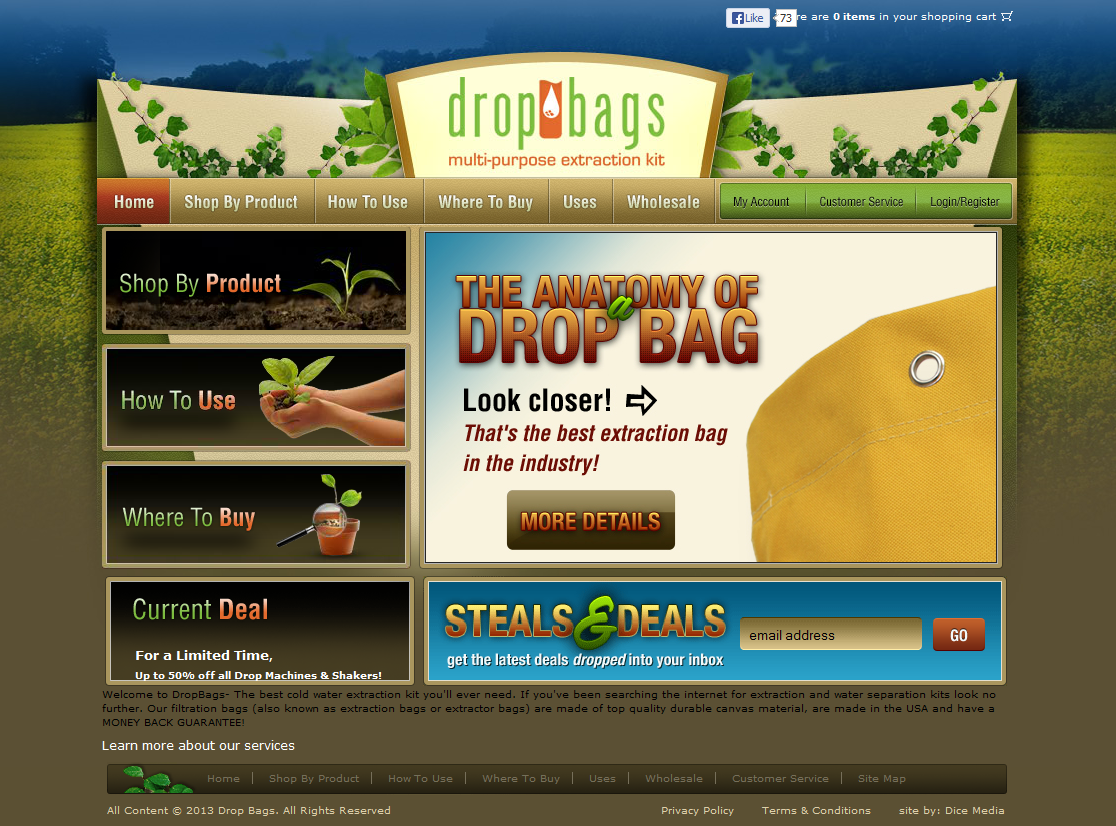 Like 73 re are 0 items in your shopping cart
drop bags
multi-purpose extraction kit
Home Shop By Product How To Use Where To Buy Uses Wholesale My Account Customer Service Login/Register
Shop By Product
How To Use
Where To Buy
THE ANATOMY OF
a
DROP BAG
Look closer!
That's the best extraction bag
in the industry!
MORE DETAILS
Current Deal
For a Limited Time,
Up to 50% off all Drop Machines & Shakers!
STEALS & DEALS
get the latest deals dropped into your inbox
email address GO
Welcome to DropBags- The best cold water extraction kit you'll ever need. If you've been searching the internet for extraction and water separation kits look no
further. Our filtration bags (also known as extraction bags or extractor bags) are made of top quality durable canvas material, are made in the USA and have a
MONEY BACK GUARANTEE!
Learn more about our services
Home | Shop By Product | How To Use | Where To Buy | Uses | Wholesale | Customer Service | Site Map
All Content © 2013 Drop Bags. All Rights Reserved Privacy Policy Terms & Conditions site by: Dice Media